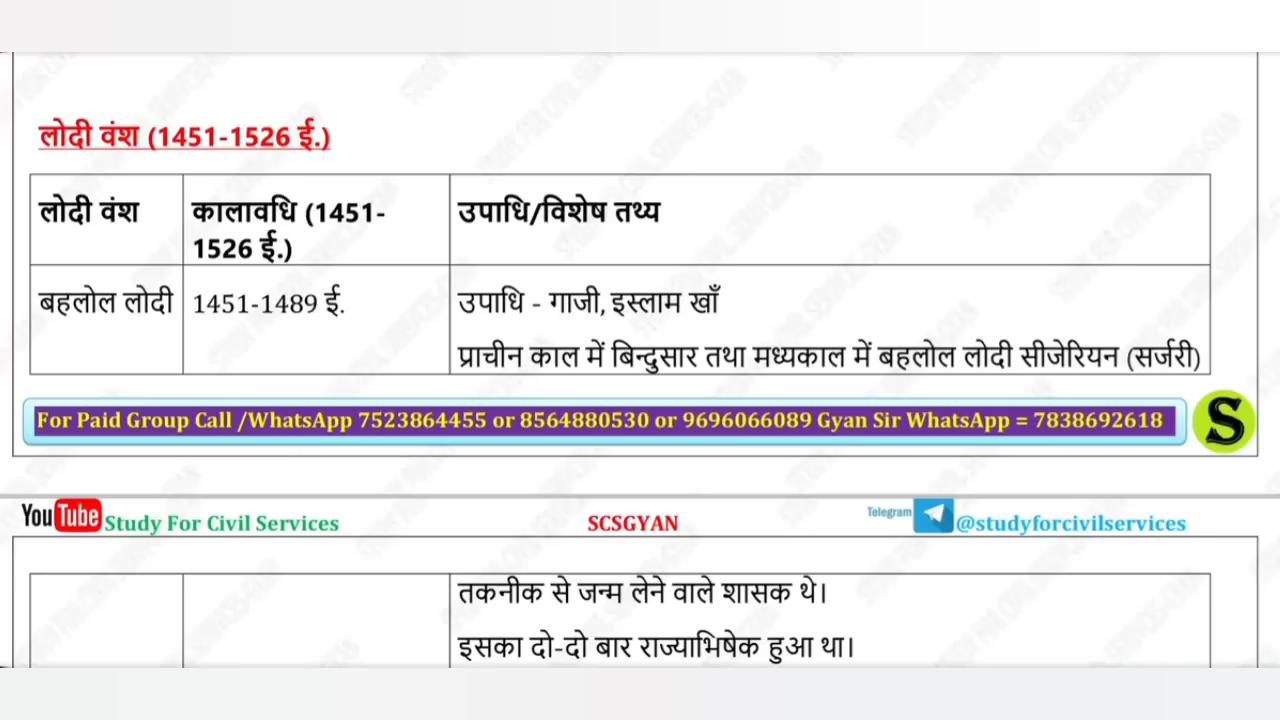 लोदी वंश (1451-1526 ई.)
लोदी वंश
कालावधि (1451-
1526 ई.)
उपाधि/विशेष तथ्य
बहलोल लोदी
1451-1489 ई.
उपाधि - गाजी, इस्लाम खाँ
प्राचीन काल में बिन्दुसार तथा मध्यकाल में बहलोल लोदी सीजेरियन (सर्जरी)
For Paid Group Call /WhatsApp 7523864455 or 8564880530 or 9696066089 Gyan Sir WhatsApp = 7838692618
S
YouTube Study For Civil Services
SCSGYAN
Telegram @studyforcivilservices
तकनीक से जन्म लेने वाले शासक थे।
इसका दो-दो बार राज्याभिषेक हुआ था।